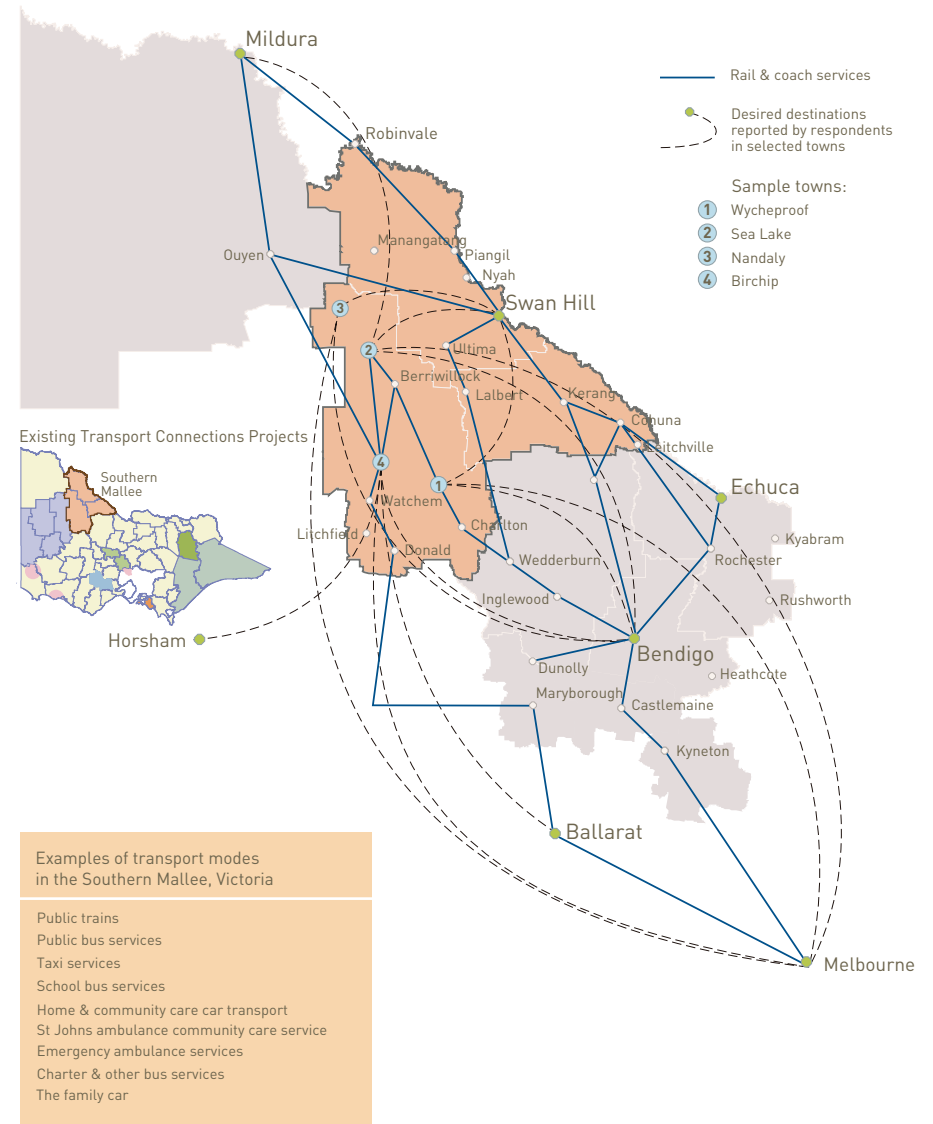 Mildura
Rail & coach services
Desired destinations
reported by respondents
in selected towns
Robinvale
Sample towns:
1 Wycheproof
2 Sea Lake
3 Nandaly
4 Birchip
Manangatang
Ouyen
Piangil
Nyah
Swan Hill
3
2
Ultima
Berriwillock
Lalbert
Kerang
Cohuna
Leitchville
Existing Transport Connections Projects
4
Southern
Mallee
1
Echuca
Watchem
Charlton
Litchfield
Kyabram
Donald
Wedderburn
Rochester
Inglewood
Rushworth
Horsham
Bendigo
Dunolly
Heathcote
Maryborough
Castlemaine
Kyneton
Ballarat
Examples of transport modes
in the Southern Mallee, Victoria
Public trains
Public bus services
Taxi services
Melbourne
School bus services
Home & community care car transport
St Johns ambulance community care service
Emergency ambulance services
Charter & other bus services
The family car